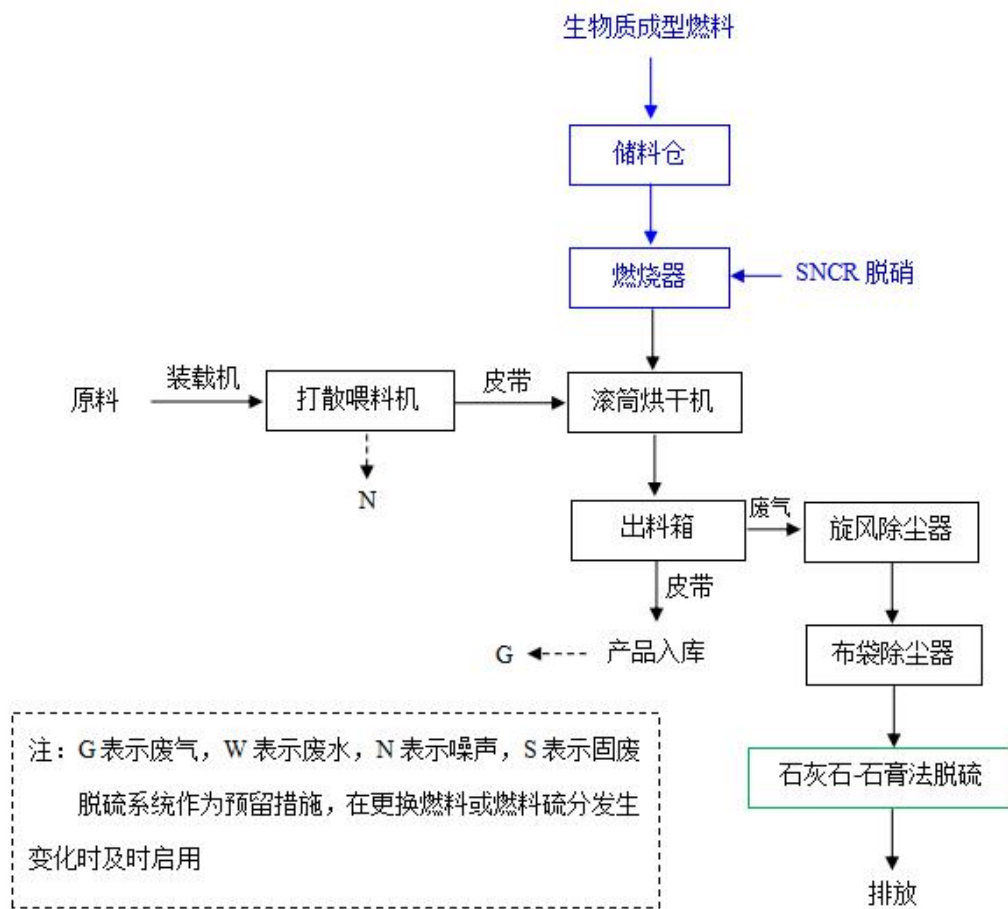 生物质成型燃料
储料仓
燃烧器
SNCR 脱硝
原料
装载机
打散喂料机
皮带
滚筒烘干机
N
出料箱
废气
旋风除尘器
皮带
G
产品入库
布袋除尘器
注：G 表示废气，W 表示废水，N 表示噪声，S 表示固废
脱硫系统作为预留措施，在更换燃料或燃料硫分发生
变化时及时启用
石灰石-石膏法脱硫
排放